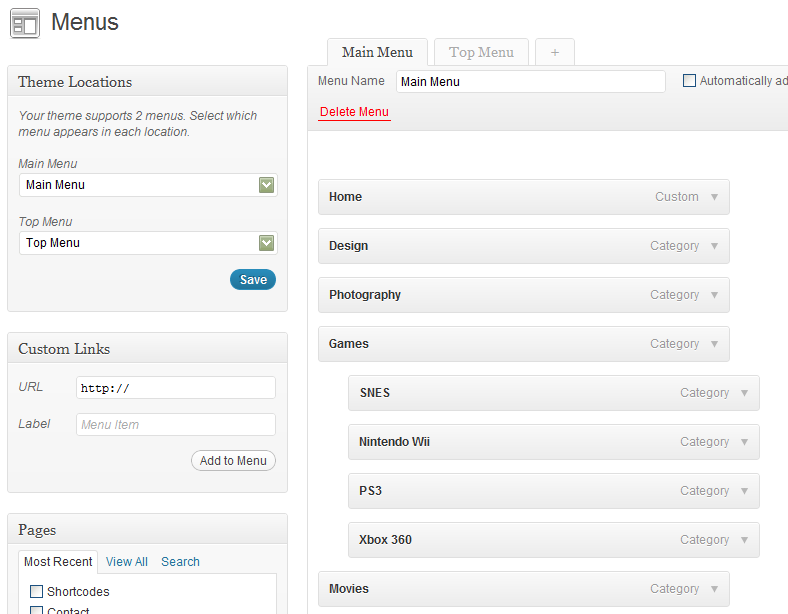 Menus
Theme Locations
Your theme supports 2 menus. Select which
menu appears in each location.
Main Menu
Main Menu
Top Menu
Top Menu
Save
Custom Links
URL http://
Label Menu Item
Add to Menu
Pages
Most Recent View All Search
Shortcodes
Contact
Main Menu Top Menu +
Menu Name Main Menu Automatically ad
Delete Menu
Home Custom
Design Category
Photography Category
Games Category
SNES Category
Nintendo Wii Category
PS3 Category
Xbox 360 Category
Movies Category